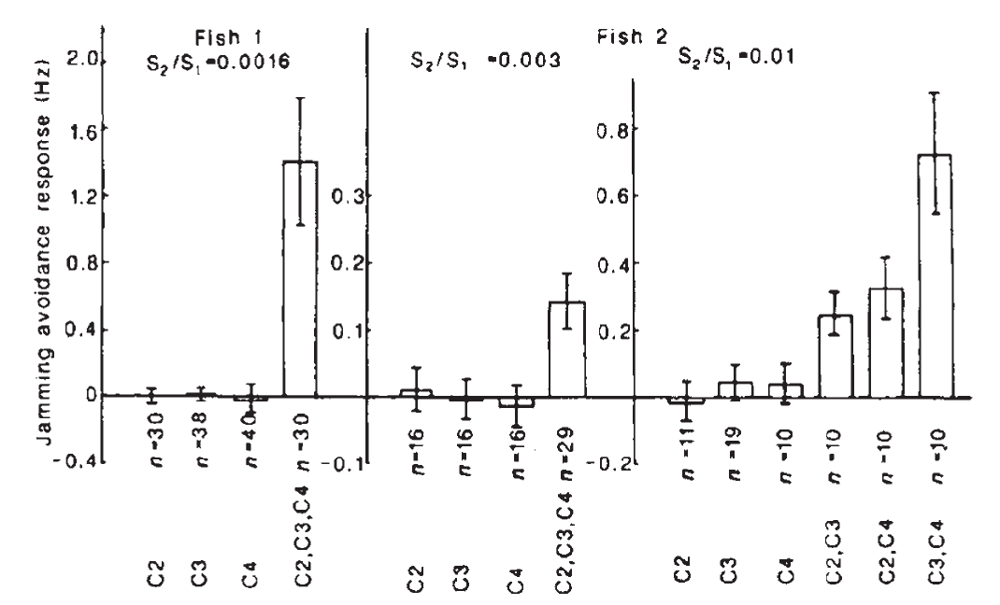 Fish 1
S2/S1=0.0016
S2/S1 =0.003
Fish 2
S2/S1=0.01
Jamming avoidance response (Hz)
2.0
1.6
1.2
0.8
0.4
0
-0.4
0.3
0.2
0.1
-0.1
0.8
0.6
0.4
0.2
-0.2
n=30
n=38
n=40
n=30
n=16
n=16
n=16
n=29
n=11
n=19
n=10
n=10
n=10
n=10
C2
C3
C4
C2,C3,C4
C2
C3
C4
C2,C3,C4
C2
C3
C4
C2,C3
C2,C4
C3,C4